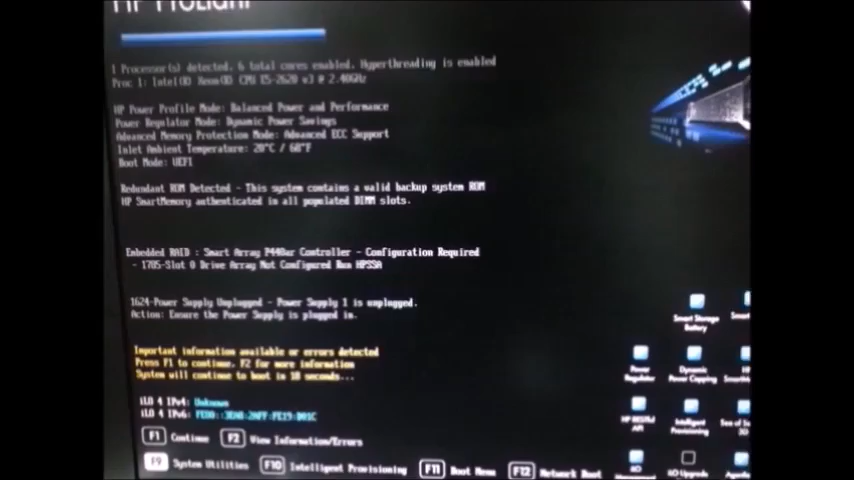 HP ProLiant
1 Processor(s) detected, 6 total cores enabled, Hyperthreading is enabled
Proc 1: Intel(R) Xeon(R) CPU E5-2620 v3 @ 2.40GHz
HP Power Profile Mode: Balanced Power and Performance
Power Regulator Mode: Dynamic Power Savings
Advanced Memory Protection Mode: Advanced ECC Support
Inlet Ambient Temperature: 20°C / 68°F
Boot Mode: UEFI
Redundant ROM Detected - This system contains a valid backup system ROM
HP SmartMemory authenticated in all populated DIMM slots.
Embedded RAID : Smart Array P440ar Controller - Configuration Required
- 1785-Slot 0 Drive Array Not Configured Run HPSSA
1624-Power Supply Unplugged - Power Supply 1 is unplugged.
Action: Ensure the Power Supply is plugged in.
Smart Storage
Battery
Important information available or errors detected
Press F1 to continue, F2 for more information
System will continue to boot in 18 seconds...
Power
Regulator
Dynamic
Power Capping
iLO 4 IPv4: Unknown
iLO 4 IPv6:
HP RESTful
API
Intelligent
Provisioning
F1 Continue F2 View Information/Errors
F9 System Utilities F10 Intelligent Provisioning F11 Boot Menu F12 Network Boot
iLO
iLO Upgrade